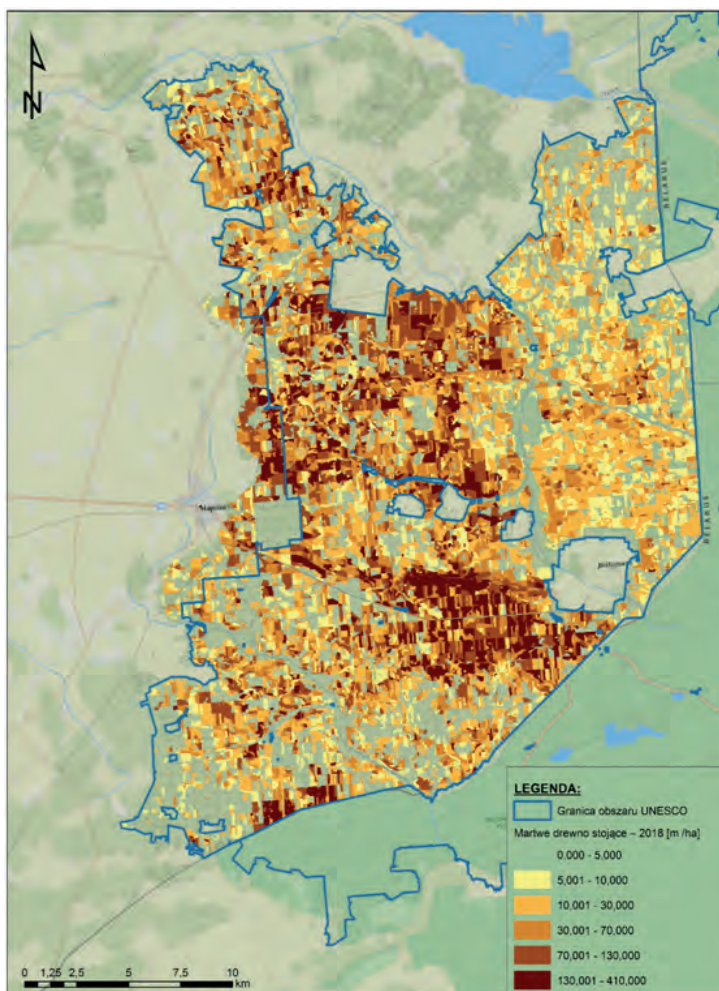 N
BELARUS
Hajnówka
BELARUS
LEGENDA:
Granica obszaru UNESCO
Martwe drewno stojące – 2018 [m /ha]
0.000 - 5,000
5,001 - 10,000
10,001 - 30,000
30,001 - 70,000
70,001 - 130,000
130,001 - 410,000
0 1,25 2,5 5 7,5 10
km